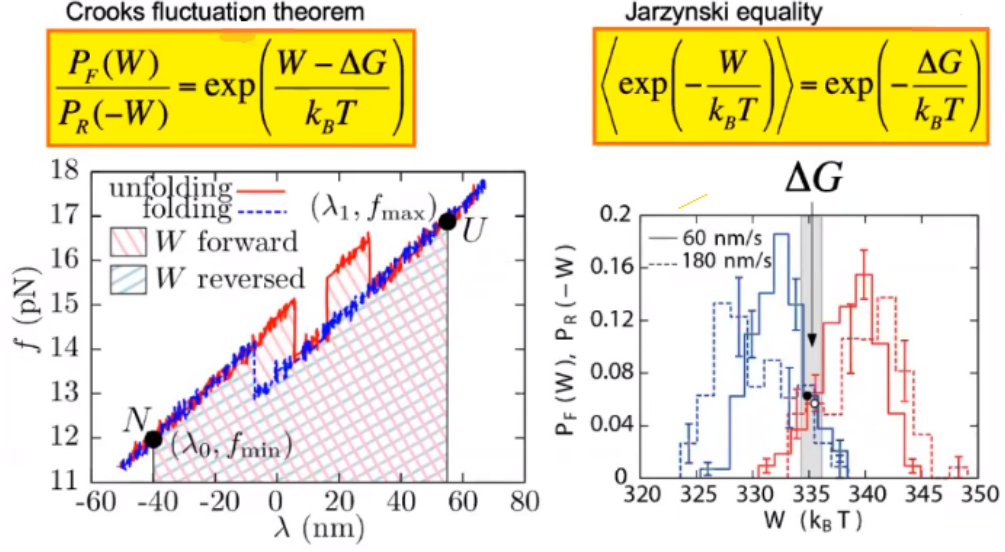 Crooks fluctuation theorem
P_F(W) / P_R(-W) = exp((W - ΔG) / k_B T)
Jarzynski equality
⟨exp(-W / k_B T)⟩ = exp(-ΔG / k_B T)
18
17
16
15
14
13
12
11
f (pN)
unfolding
folding
W forward
W reversed
(λ₁, f_max)
U
N
(λ₀, f_min)
-60 -40 -20 0 20 40 60 80
λ (nm)
ΔG
0.2
0.16
0.12
0.08
0.04
0
P_F (W), P_R (-W)
60 nm/s
180 nm/s
320 325 330 335 340 345 350
W (k_B T)